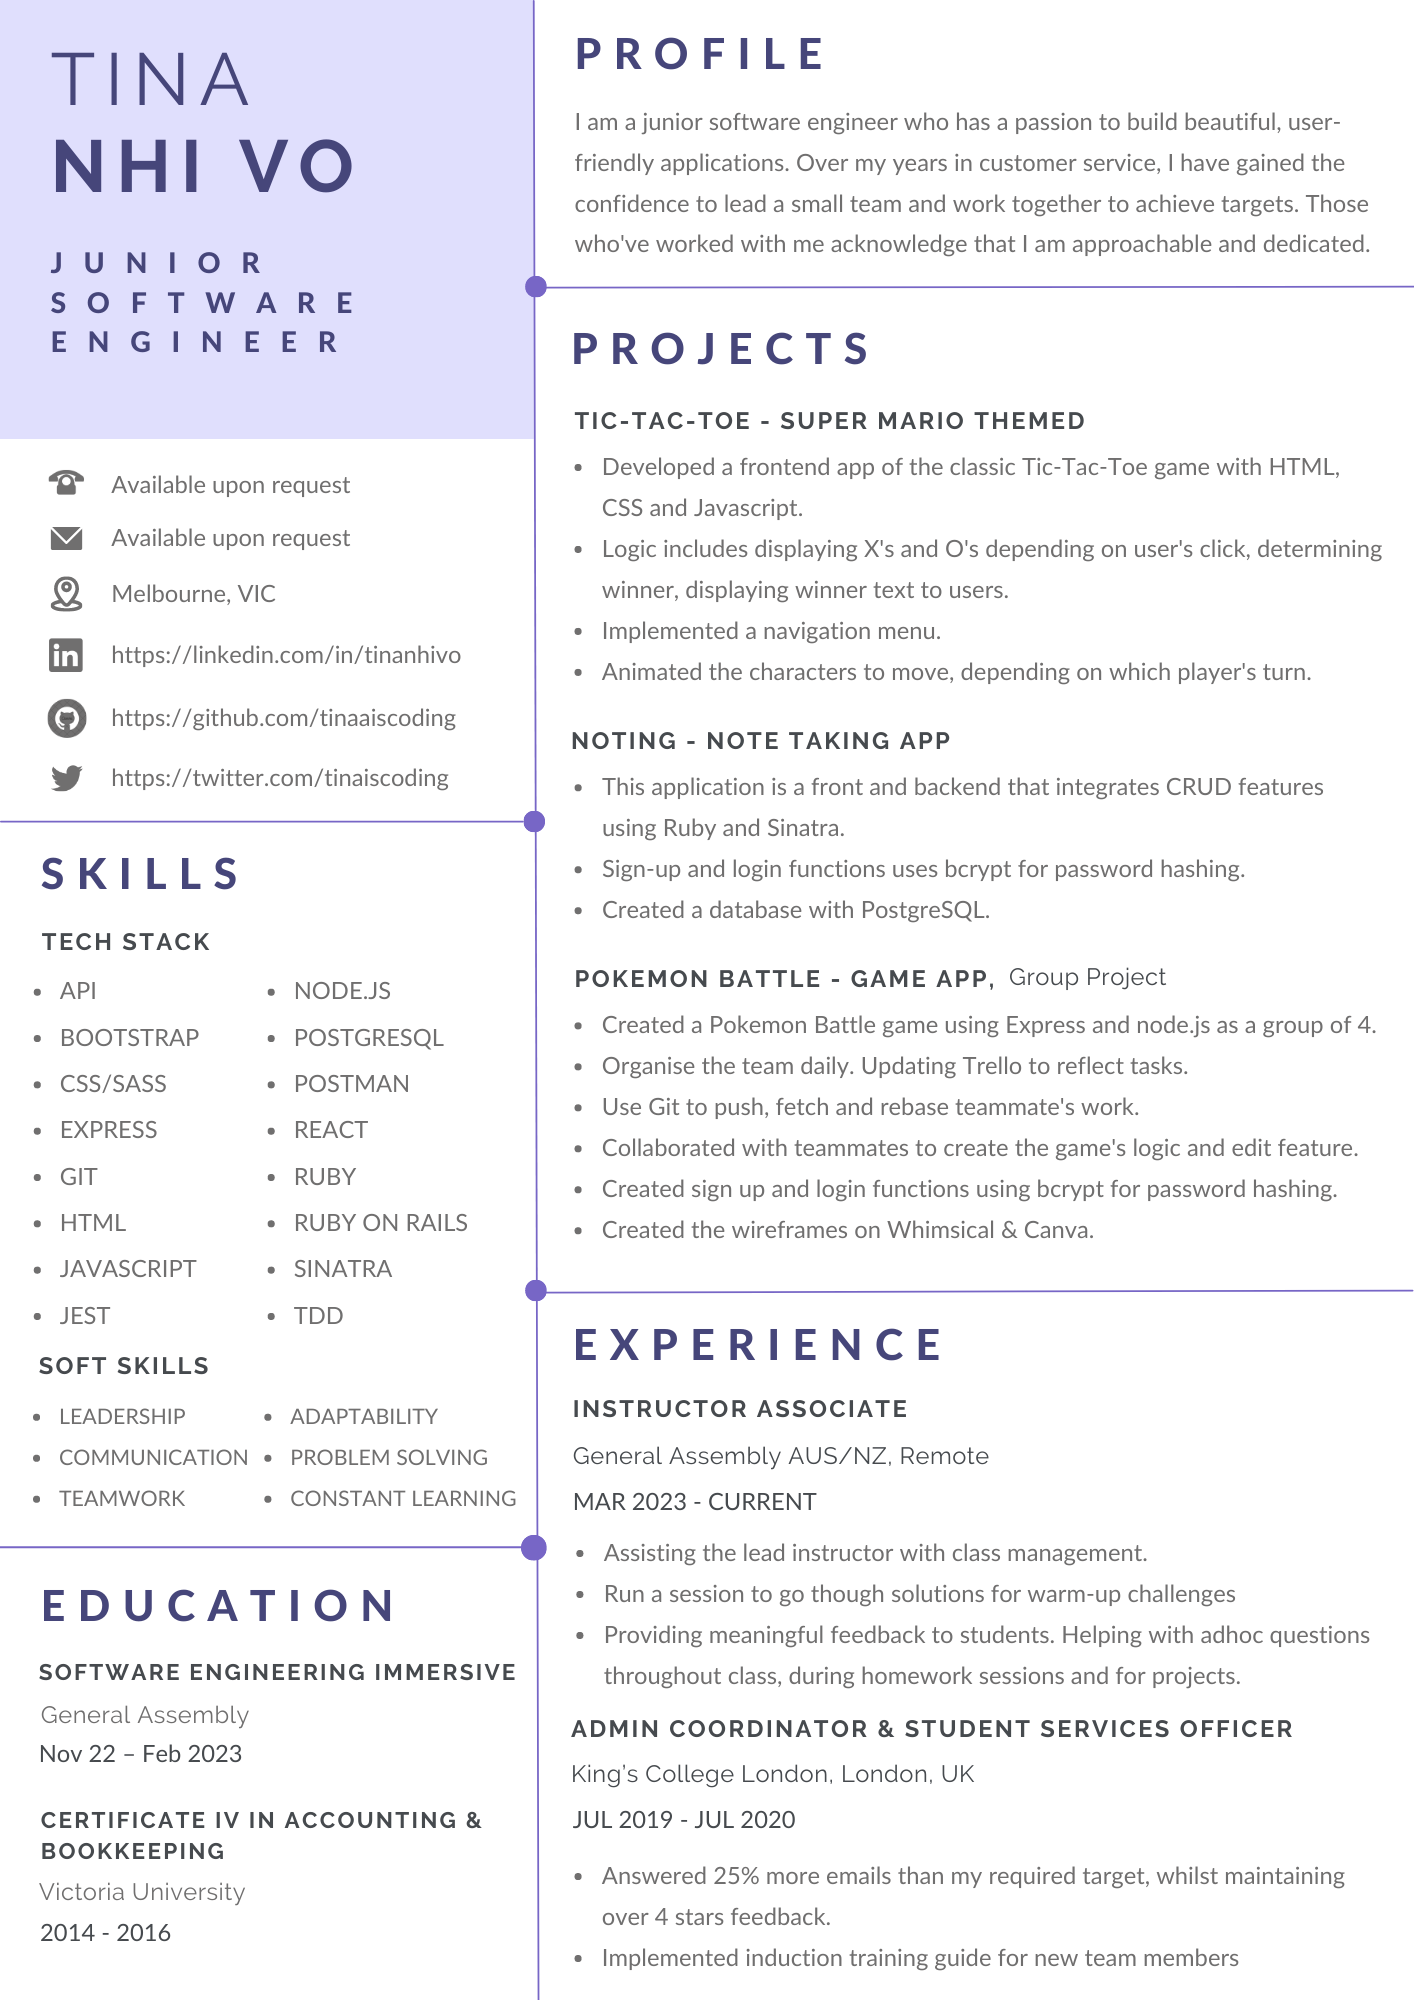 TINA
NHI VO
JUNIOR
SOFTWARE
ENGINEER
Available upon request
Available upon request
Melbourne, VIC
https://linkedin.com/in/tinanhivo
https://github.com/tinaaiscoding
https://twitter.com/tinaiscoding
SKILLS
TECH STACK
• API
• BOOTSTRAP
• CSS/SASS
• EXPRESS
• GIT
• HTML
• JAVASCRIPT
• JEST
• NODE.JS
• POSTGRESQL
• POSTMAN
• REACT
• RUBY
• RUBY ON RAILS
• SINATRA
• TDD
SOFT SKILLS
• LEADERSHIP
• COMMUNICATION
• TEAMWORK
• ADAPTABILITY
• PROBLEM SOLVING
• CONSTANT LEARNING
EDUCATION
SOFTWARE ENGINEERING IMMERSIVE
General Assembly
Nov 22 – Feb 2023
CERTIFICATE IV IN ACCOUNTING &
BOOKKEEPING
Victoria University
2014 - 2016
PROFILE
I am a junior software engineer who has a passion to build beautiful, user-
friendly applications. Over my years in customer service, I have gained the
confidence to lead a small team and work together to achieve targets. Those
who've worked with me acknowledge that I am approachable and dedicated.
PROJECTS
TIC-TAC-TOE - SUPER MARIO THEMED
• Developed a frontend app of the classic Tic-Tac-Toe game with HTML,
CSS and Javascript.
• Logic includes displaying X's and O's depending on user's click, determining
winner, displaying winner text to users.
• Implemented a navigation menu.
• Animated the characters to move, depending on which player's turn.
NOTING - NOTE TAKING APP
• This application is a front and backend that integrates CRUD features
using Ruby and Sinatra.
• Sign-up and login functions uses bcrypt for password hashing.
• Created a database with PostgreSQL.
POKEMON BATTLE - GAME APP, Group Project
• Created a Pokemon Battle game using Express and node.js as a group of 4.
• Organise the team daily. Updating Trello to reflect tasks.
• Use Git to push, fetch and rebase teammate's work.
• Collaborated with teammates to create the game's logic and edit feature.
• Created sign up and login functions using bcrypt for password hashing.
• Created the wireframes on Whimsical & Canva.
EXPERIENCE
INSTRUCTOR ASSOCIATE
General Assembly AUS/NZ, Remote
MAR 2023 - CURRENT
• Assisting the lead instructor with class management.
• Run a session to go though solutions for warm-up challenges
• Providing meaningful feedback to students. Helping with adhoc questions
throughout class, during homework sessions and for projects.
ADMIN COORDINATOR & STUDENT SERVICES OFFICER
King's College London, London, UK
JUL 2019 - JUL 2020
• Answered 25% more emails than my required target, whilst maintaining
over 4 stars feedback.
• Implemented induction training guide for new team members